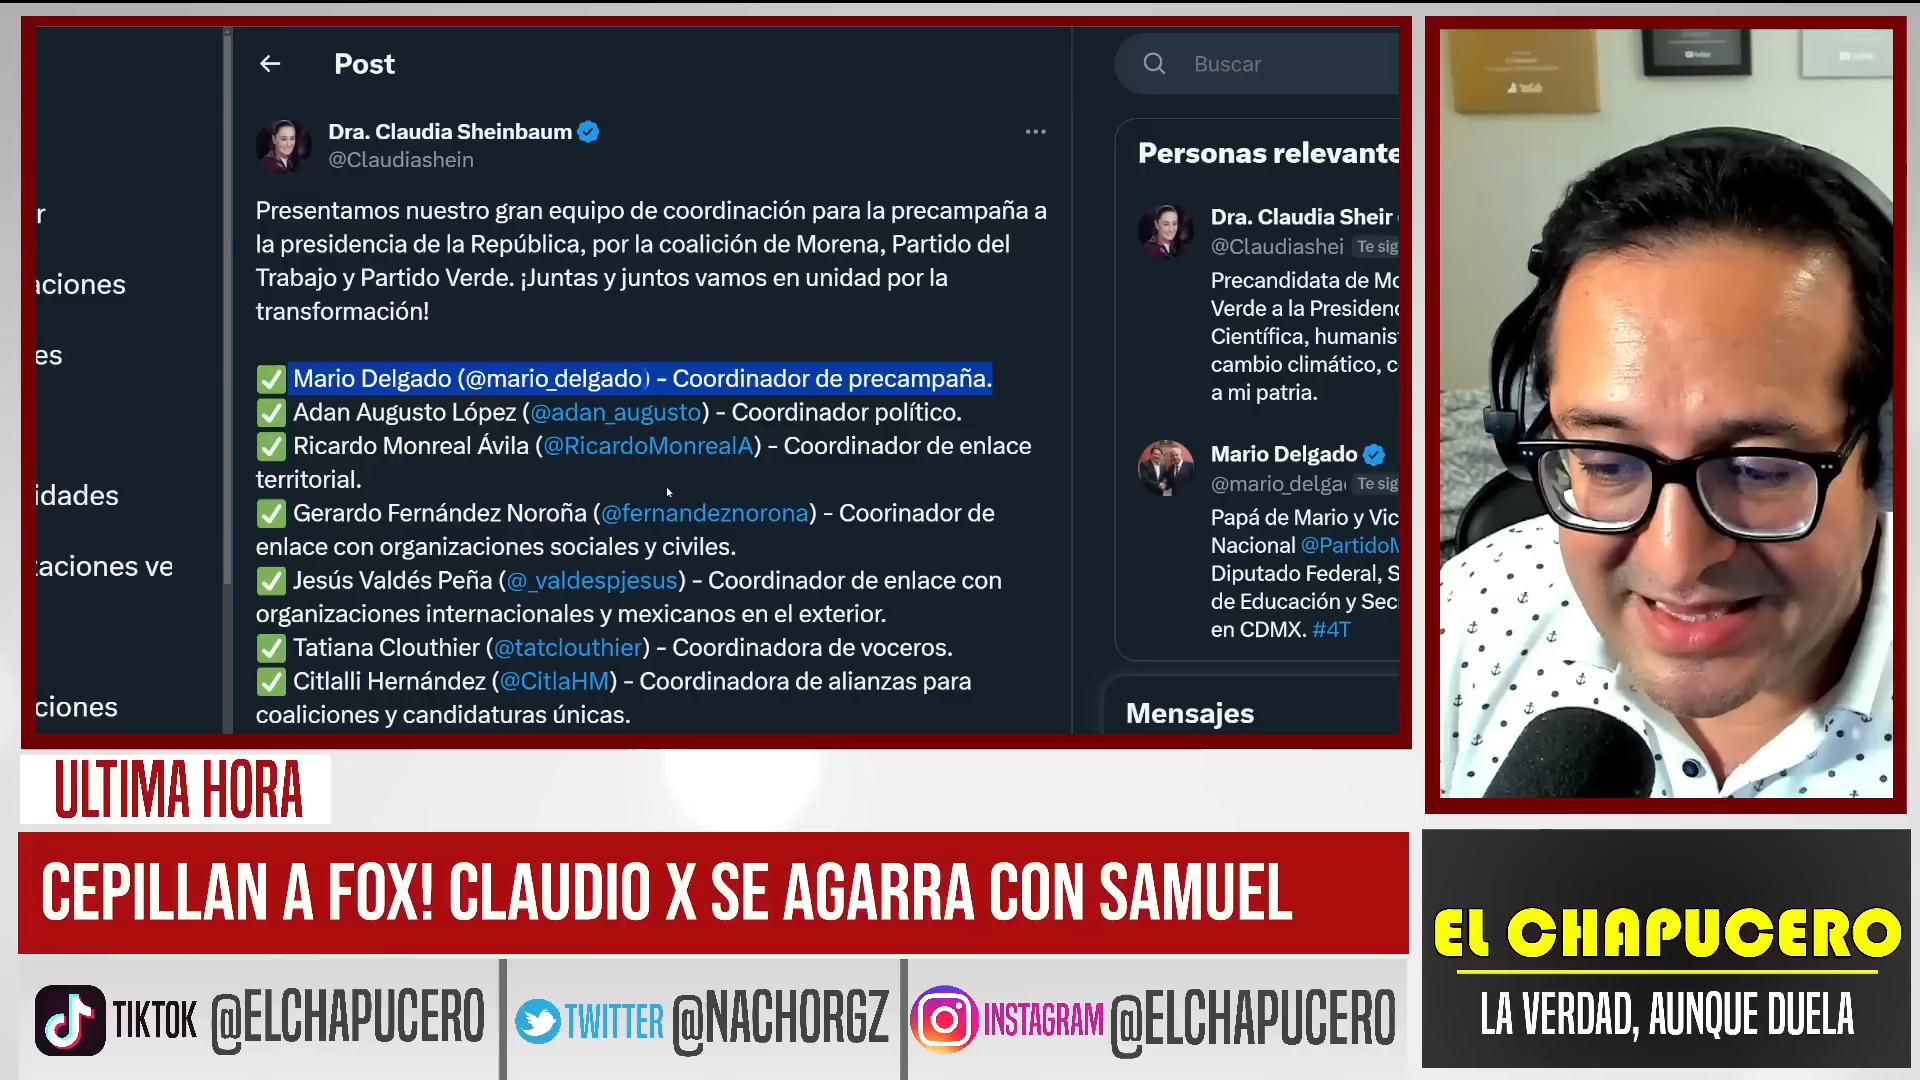 Post
Buscar
Dra. Claudia Sheinbaum
@Claudiashein
Presentamos nuestro gran equipo de coordinación para la precampaña a
la presidencia de la República, por la coalición de Morena, Partido del
Trabajo y Partido Verde. ¡Juntas y juntos vamos en unidad por la
transformación!
✅ Mario Delgado (@mario_delgado) - Coordinador de precampaña.
✅ Adan Augusto López (@adan_augusto) - Coordinador político.
✅ Ricardo Monreal Ávila (@RicardoMonrealA) - Coordinador de enlace
territorial.
✅ Gerardo Fernández Noroña (@fernandeznorona) - Coorinador de
enlace con organizaciones sociales y civiles.
✅ Jesús Valdés Peña (@_valdespjesus) - Coordinador de enlace con
organizaciones internacionales y mexicanos en el exterior.
✅ Tatiana Clouthier (@tatclouthier) - Coordinadora de voceros.
✅ Citlalli Hernández (@CitlaHM) - Coordinadora de alianzas para
coaliciones y candidaturas únicas.
r
aciones
es
idades
zaciones ve
ciones
Personas relevante
Dra. Claudia Sheir
@Claudiashei Te sig
Precandidata de Mo
Verde a la Presidenc
Científica, humanis
cambio climático, c
a mi patria.
Mario Delgado
@mario_delga Te sig
Papá de Mario y Vic
Nacional @PartidoM
Diputado Federal, S
de Educación y Sec
en CDMX. #4T
Mensajes
ULTIMA HORA
CEPILLAN A FOX! CLAUDIO X SE AGARRA CON SAMUEL
TIKTOK @ELCHAPUCERO
TWITTER @NACHORGZ
INSTAGRAM @ELCHAPUCERO
EL CHAPUCERO
LA VERDAD, AUNQUE DUELA